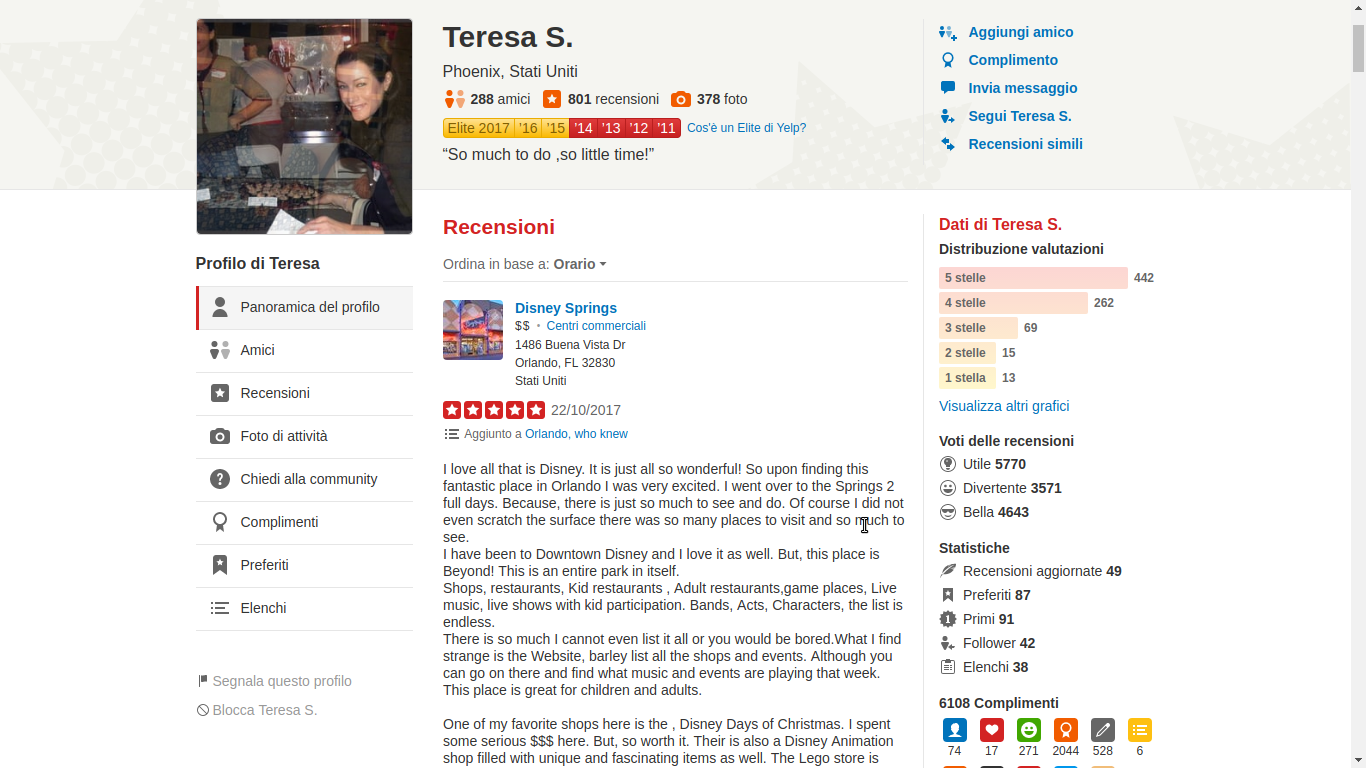 Teresa S.
Phoenix, Stati Uniti
288 amici 801 recensioni 378 foto
Elite 2017 '16 '15 '14 '13 '12 '11 Cos'è un Elite di Yelp?
“So much to do ,so little time!”
Aggiungi amico
Complimento
Invia messaggio
Segui Teresa S.
Recensioni simili
Profilo di Teresa
Panoramica del profilo
Amici
Recensioni
Foto di attività
Chiedi alla community
Complimenti
Preferiti
Elenchi
Segnala questo profilo
Blocca Teresa S.
Recensioni
Ordina in base a: Orario
Disney Springs
$$ • Centri commerciali
1486 Buena Vista Dr
Orlando, FL 32830
Stati Uniti
22/10/2017
Aggiunto a Orlando, who knew
I love all that is Disney. It is just all so wonderful! So upon finding this
fantastic place in Orlando I was very excited. I went over to the Springs 2
full days. Because, there is just so much to see and do. Of course I did not
even scratch the surface there was so many places to visit and so much to
see.
I have been to Downtown Disney and I love it as well. But, this place is
Beyond! This is an entire park in itself.
Shops, restaurants, Kid restaurants , Adult restaurants,game places, Live
music, live shows with kid participation. Bands, Acts, Characters, the list is
endless.
There is so much I cannot even list it all or you would be bored.What I find
strange is the Website, barley list all the shops and events. Although you
can go on there and find what music and events are playing that week.
This place is great for children and adults.
One of my favorite shops here is the , Disney Days of Christmas. I spent
some serious $$$ here. But, so worth it. Their is also a Disney Animation
shop filled with unique and fascinating items as well. The Lego store is
Dati di Teresa S.
Distribuzione valutazioni
5 stelle 442
4 stelle 262
3 stelle 69
2 stelle 15
1 stella 13
Visualizza altri grafici
Voti delle recensioni
Utile 5770
Divertente 3571
Bella 4643
Statistiche
Recensioni aggiornate 49
Preferiti 87
Primi 91
Follower 42
Elenchi 38
6108 Complimenti
74 17 271 2044 528 6